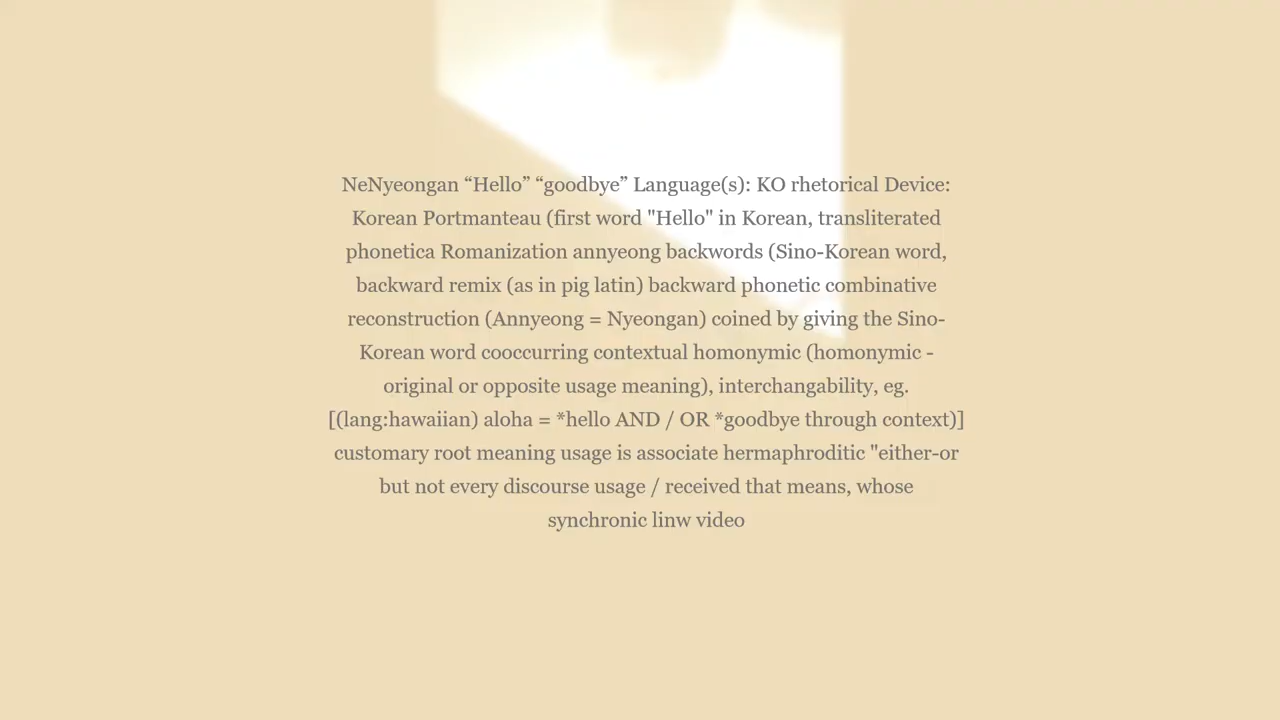 NeNyeongan “Hello” “goodbye” Language(s): KO rhetorical Device:
Korean Portmanteau (first word "Hello" in Korean, transliterated
phonetica Romanization annyeong backwords (Sino-Korean word,
backward remix (as in pig latin) backward phonetic combinative
reconstruction (Annyeong = Nyeongan) coined by giving the Sino-
Korean word cooccurring contextual homonymic (homonymic -
original or opposite usage meaning), interchangability, eg.
[(lang:hawaiian) aloha = *hello AND / OR *goodbye through context)]
customary root meaning usage is associate hermaphroditic "either-or
but not every discourse usage / received that means, whose
synchronic linw video